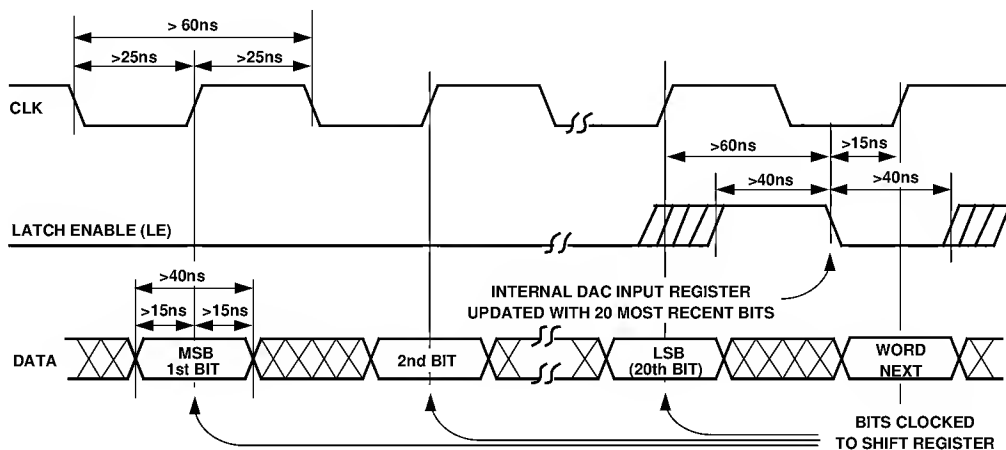 > 60ns
>25ns
>25ns
CLK
>60ns
>15ns
>40ns
>40ns
LATCH ENABLE (LE)
INTERNAL DAC INPUT REGISTER
UPDATED WITH 20 MOST RECENT BITS
>40ns
>15ns
>15ns
DATA
MSB
1st BIT
2nd BIT
LSB
(20th BIT)
WORD
NEXT
BITS CLOCKED
TO SHIFT REGISTER